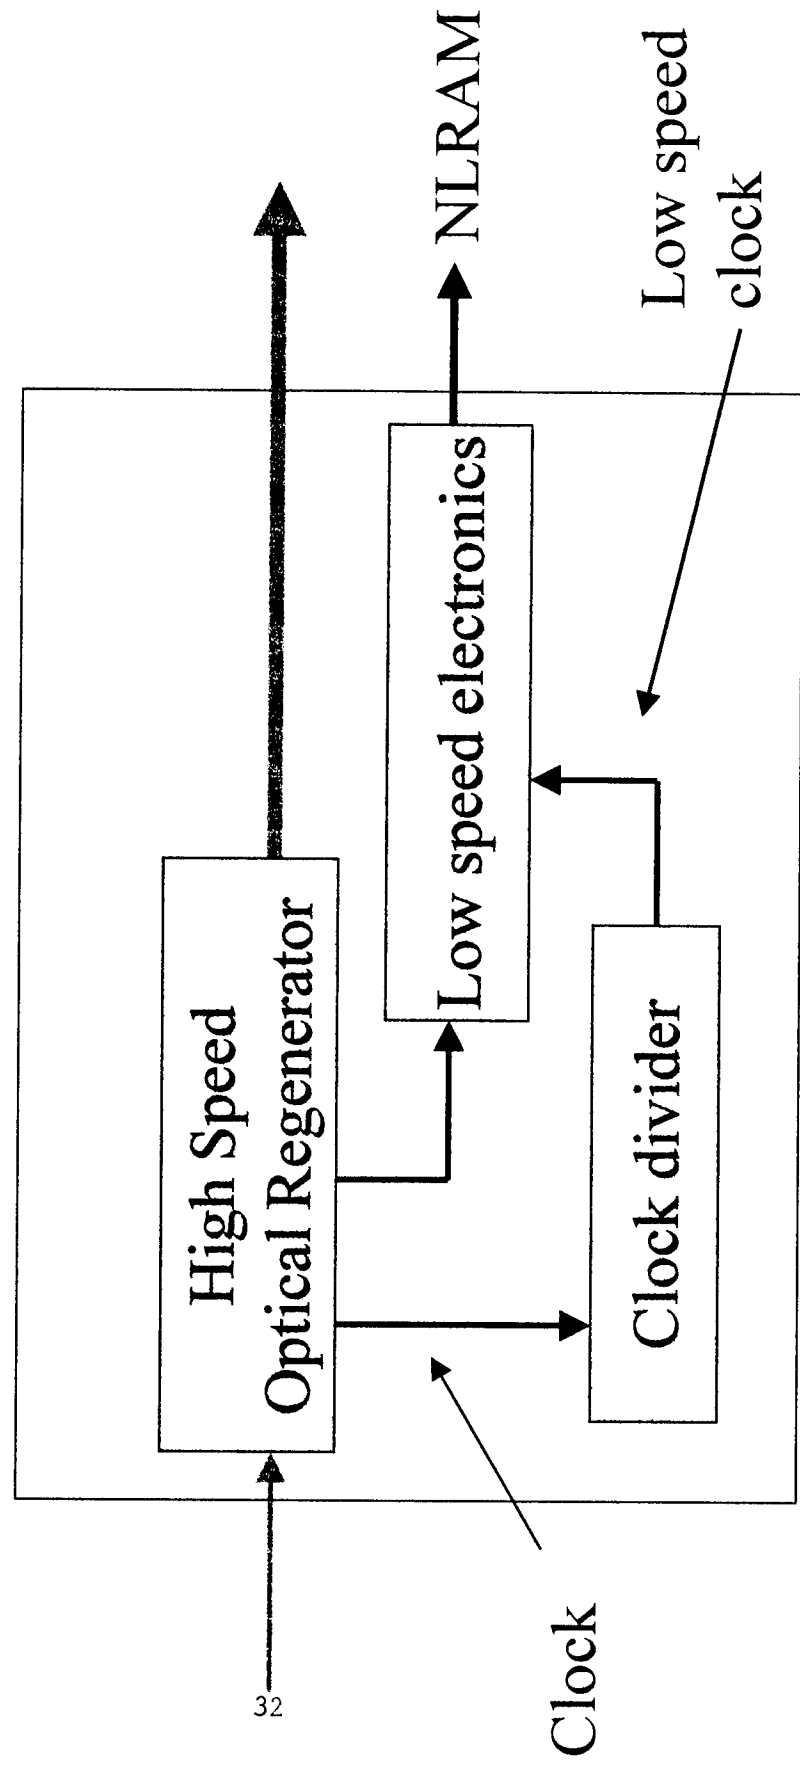 32
High Speed
Optical Regenerator
Low speed electronics
NLRAM
Clock divider
Clock
Low speed
clock